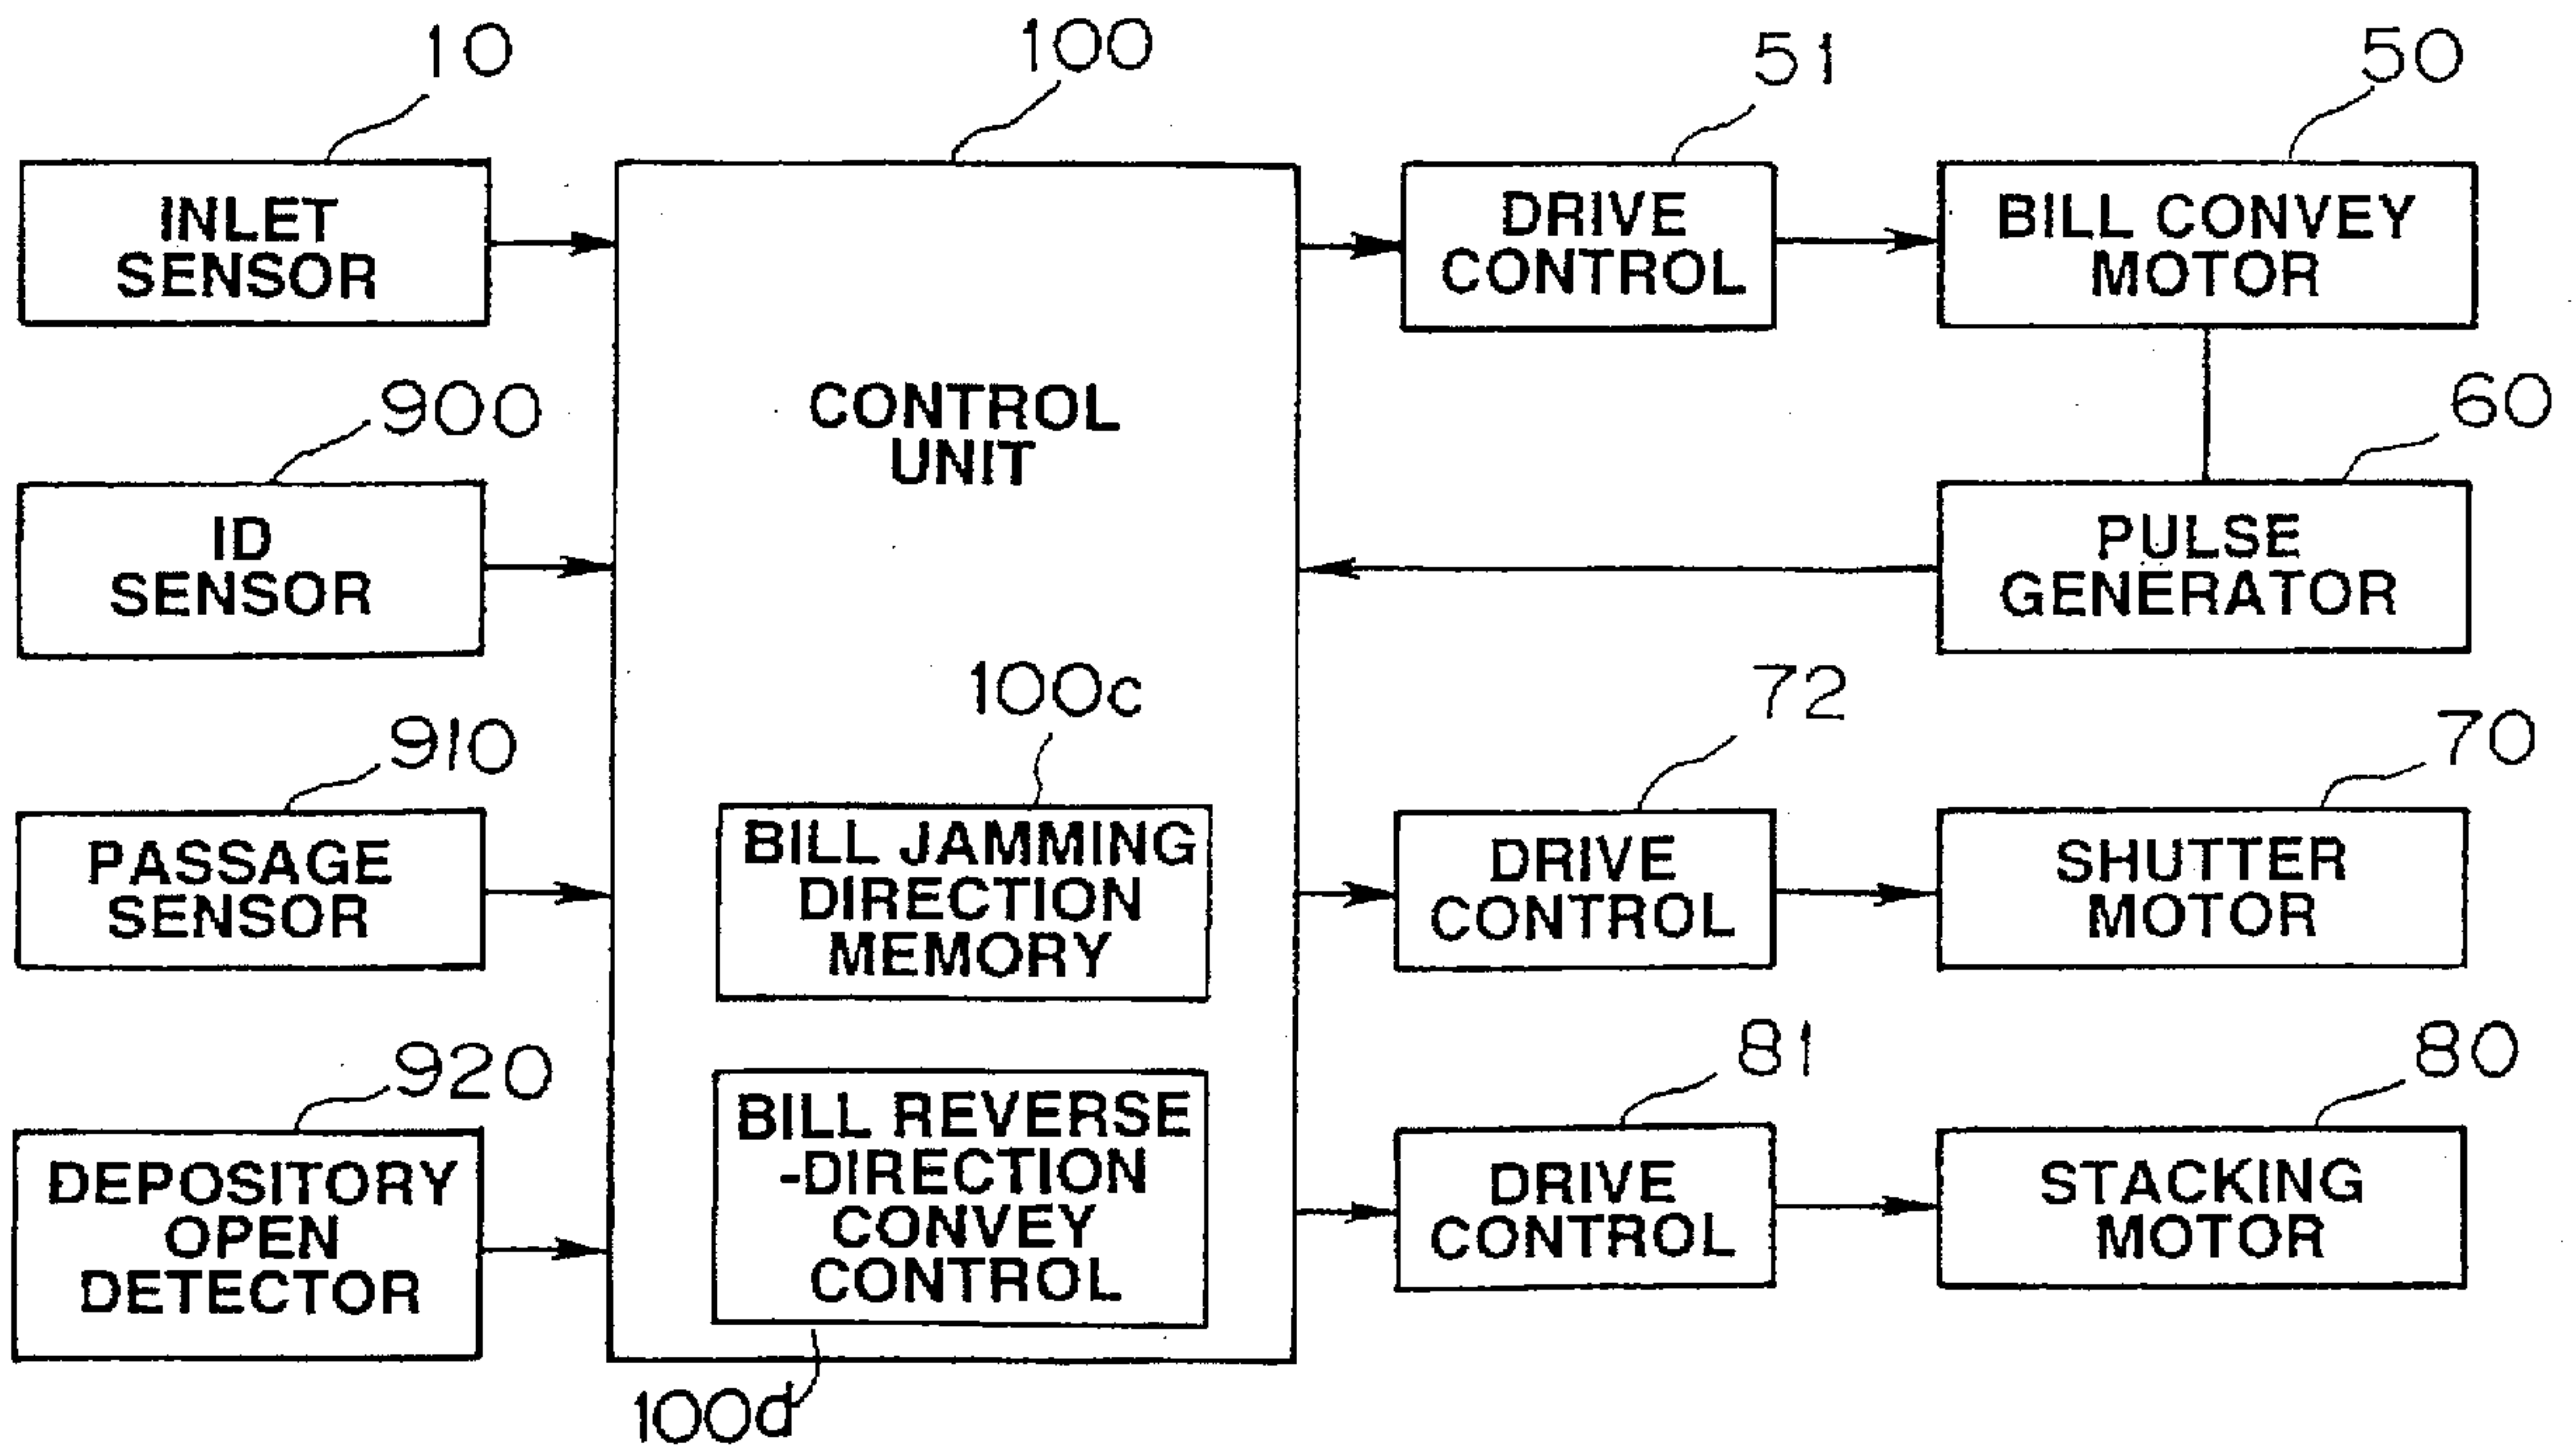 10
100
51
50
INLET
SENSOR
DRIVE
CONTROL
BILL CONVEY
MOTOR
900
CONTROL
UNIT
60
ID
SENSOR
PULSE
GENERATOR
910
100c
72
70
PASSAGE
SENSOR
BILL JAMMING
DIRECTION
MEMORY
DRIVE
CONTROL
SHUTTER
MOTOR
920
81
80
DEPOSITORY
OPEN
DETECTOR
BILL REVERSE
-DIRECTION
CONVEY
CONTROL
DRIVE
CONTROL
STACKING
MOTOR
100d